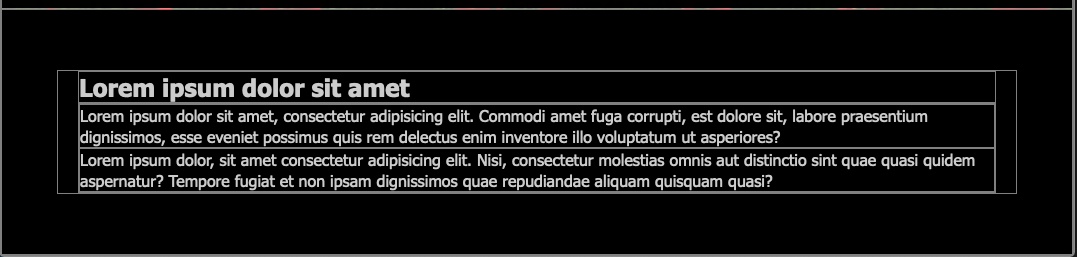 Lorem ipsum dolor sit amet
Lorem ipsum dolor sit amet, consectetur adipisicing elit. Commodi amet fuga corrupti, est dolore sit, labore praesentium
dignissimos, esse eveniet possimus quis rem delectus enim inventore illo voluptatum ut asperiores?
Lorem ipsum dolor, sit amet consectetur adipisicing elit. Nisi, consectetur molestias omnis aut distinctio sint quae quasi quidem
aspernatur? Tempore fugiat et non ipsam dignissimos quae repudiandae aliquam quisquam quasi?